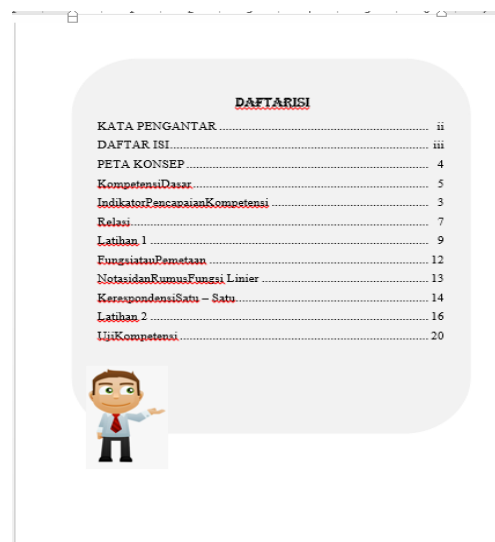 DAFTARISI
KATA PENGANTAR ........ ii
DAFTAR ISI ........ iii
PETA KONSEP ........ 4
KompetensiDasar ........ 5
IndikatorPencapaianKompetensi ........ 3
Relasi ........ 7
Latihan 1 ........ 9
FungsiatauPemetaan ........ 12
NotasidanRumusFungsi Linier ........ 13
KerespondensiSatu – Satu ........ 14
Latihan 2 ........ 16
UjiKompetensi ........ 20